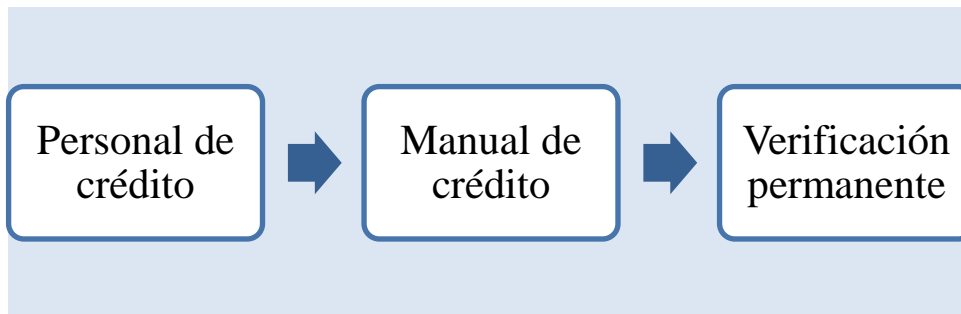 Personal de
crédito
Manual de
crédito
Verificación
permanente